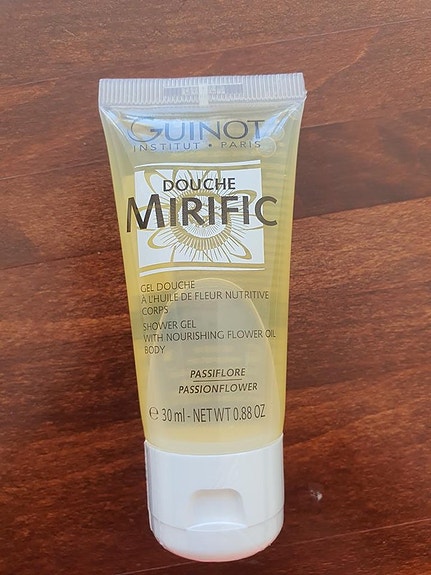 GUINOT
INSTITUT • PARIS
DOUCHE
MIRIFIC
GEL DOUCHE
À L'HUILE DE FLEUR NUTRITIVE
CORPS
SHOWER GEL
WITH NOURISHING FLOWER OIL
BODY
PASSIFLORE
PASSIONFLOWER
℮ 30 ml - NET WT 0.88 OZ